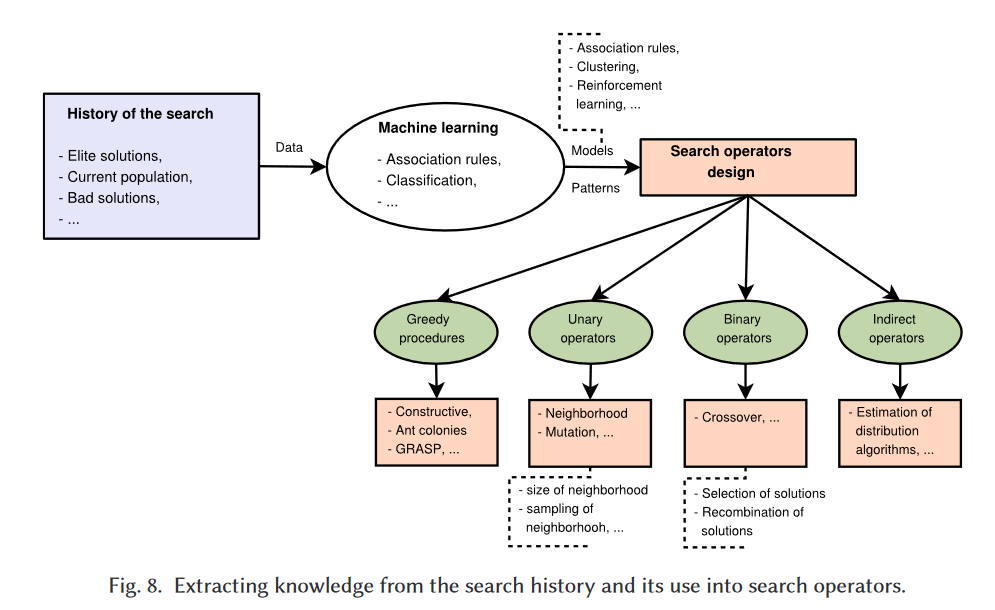 - Association rules,
- Clustering,
- Reinforcement
learning, ...
History of the search
- Elite solutions,
- Current population,
- Bad solutions,
- ...
Data
Machine learning
- Association rules,
- Classification,
- ...
Models
Patterns
Search operators
design
Greedy
procedures
Unary
operators
Binary
operators
Indirect
operators
- Constructive,
- Ant colonies
- GRASP, ...
- Neighborhood
- Mutation, ...
- Crossover, ...
- Estimation of
distribution
algorithms, ...
- size of neighborhood
- sampling of
neighborhooh, ...
- Selection of solutions
- Recombination of
solutions
Fig. 8. Extracting knowledge from the search history and its use into search operators.